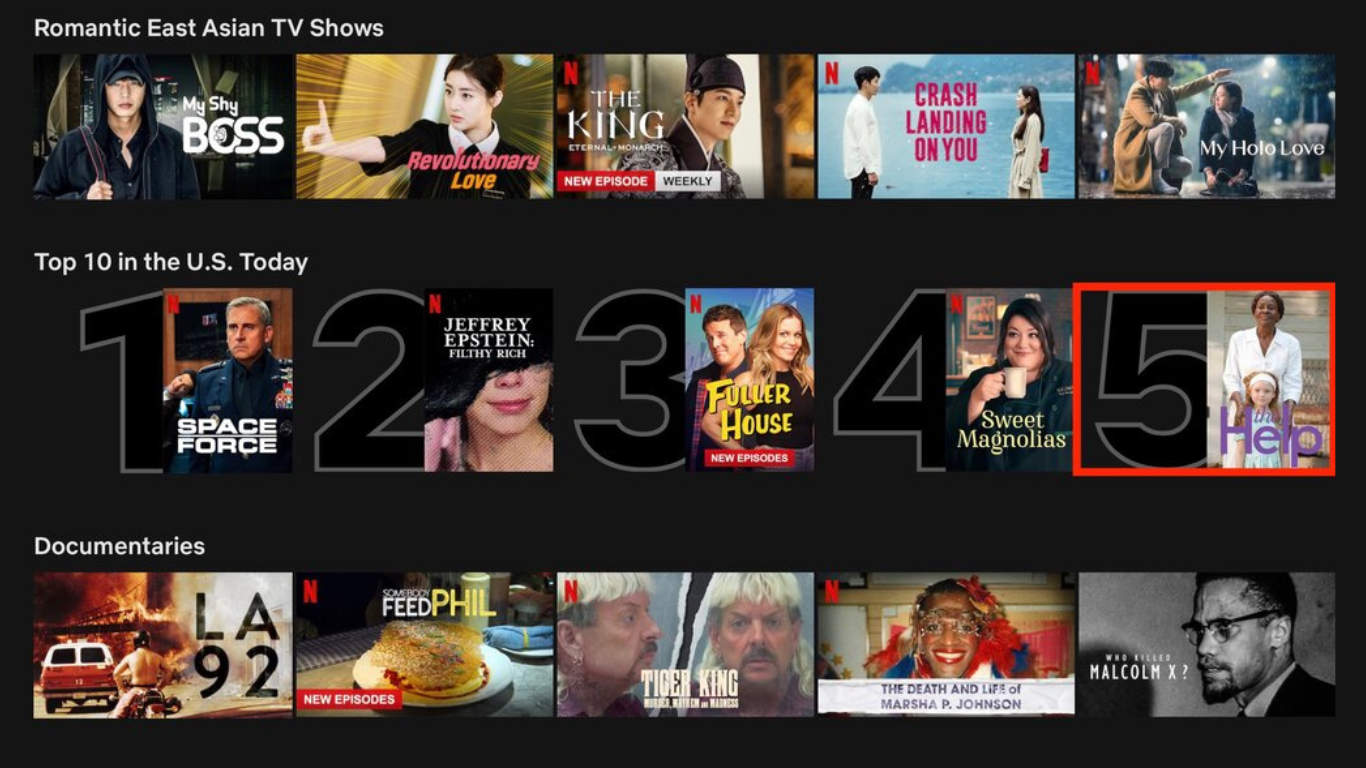 Romantic East Asian TV Shows
My Shy
BOSS
Revolutionary
Love
N
THE
KING
ETERNAL • MONARCH
NEW EPISODE WEEKLY
N
CRASH
LANDING
ON YOU
N
My Holo Love
Top 10 in the U.S. Today
1
N
SPACE
FORCE
2
N
JEFFREY
EPSTEIN:
FILTHY RICH
3
N
FULLER
HOUSE
NEW EPISODES
4
N
Sweet
Magnolias
5
the
Help
Documentaries
LA
92
N
SOMEBODY
FEED PHIL
NEW EPISODES
N
TIGER KING
MURDER, MAYHEM AND MADNESS
N
THE DEATH AND LIFE of
MARSHA P. JOHNSON
WHO KILLED
MALCOLM X?